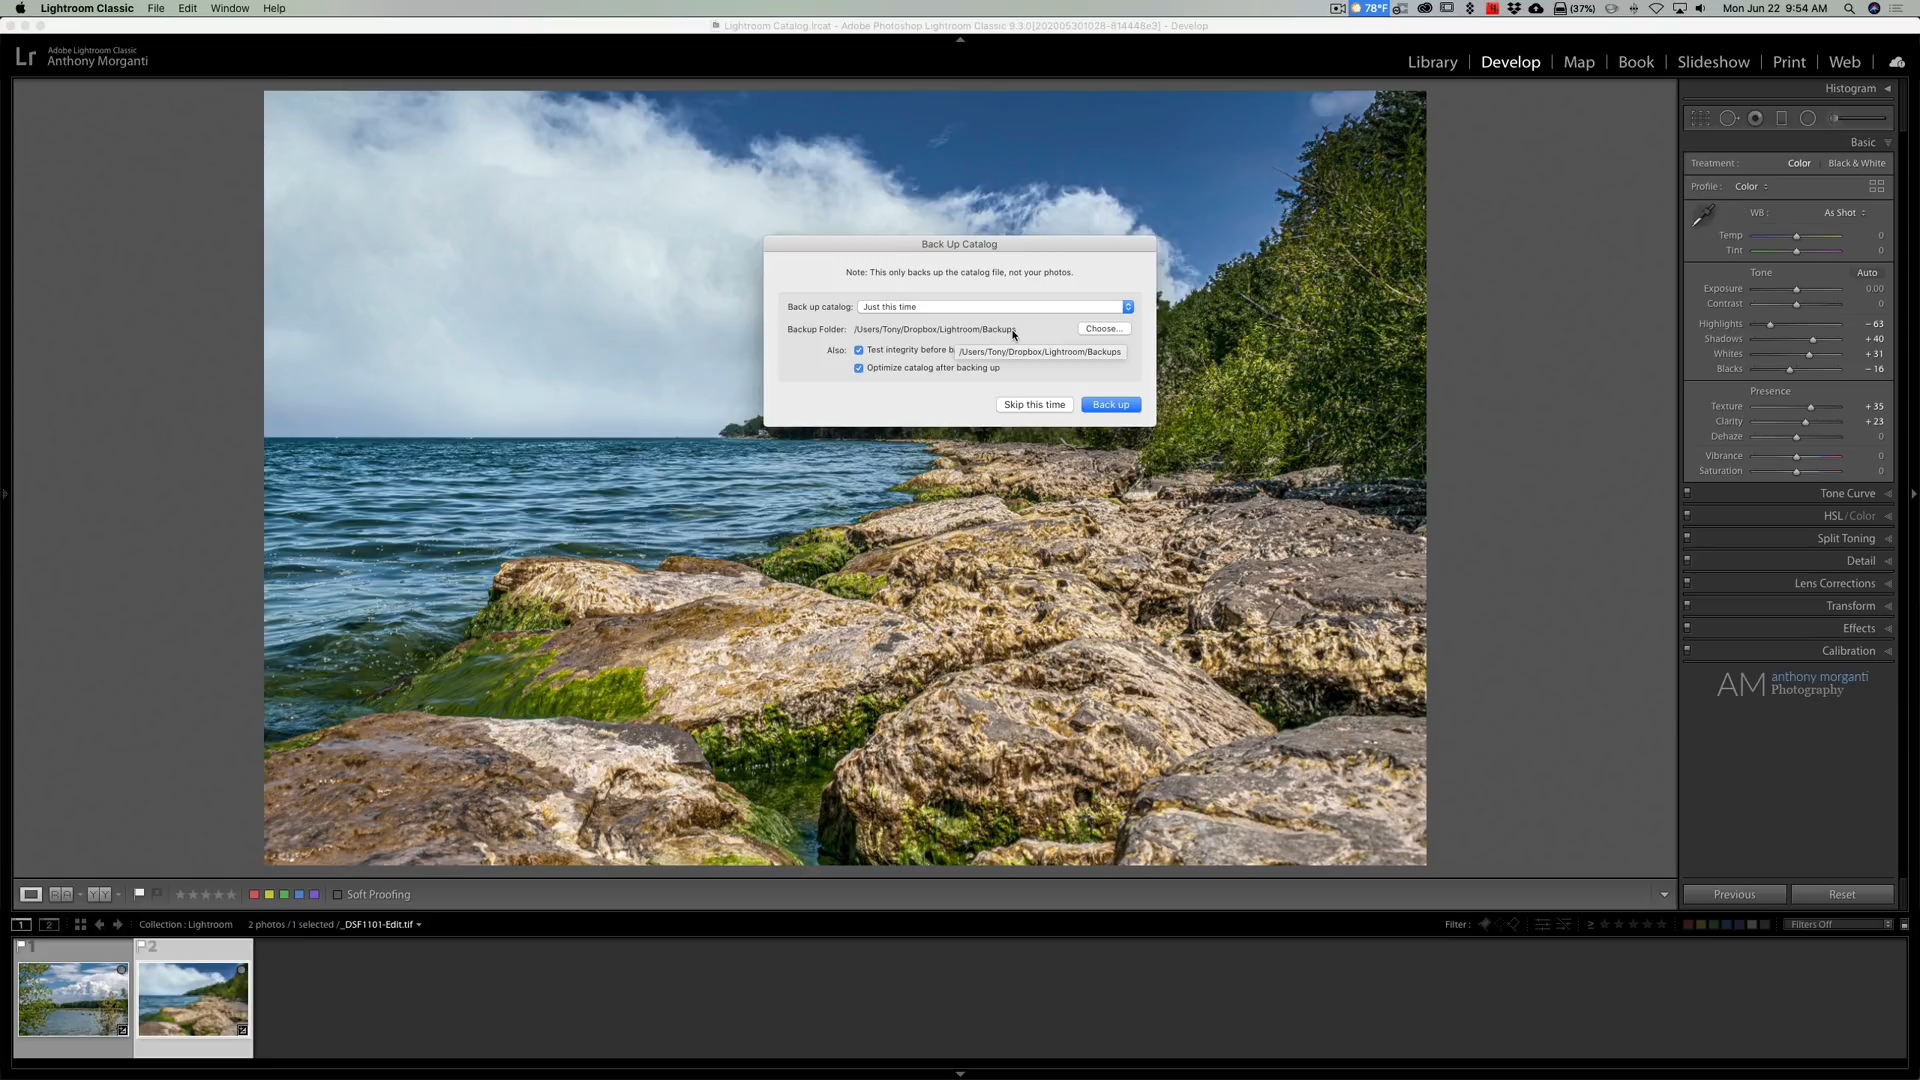 Lightroom Classic File Edit Window Help
78°F (37%) Mon Jun 22 9:54 AM
Lightroom Catalog.lrcat - Adobe Photoshop Lightroom Classic 9.3.0[202005301028-814448e3] - Develop
Lr Adobe Lightroom Classic
Anthony Morganti
Library Develop Map Book Slideshow Print Web
Histogram
Basic
Treatment : Color Black & White
Profile : Color
WB : As Shot
Temp 0
Tint 0
Tone Auto
Exposure 0.00
Contrast 0
Highlights – 63
Shadows + 40
Whites + 31
Blacks – 16
Presence
Texture + 35
Clarity + 23
Dehaze 0
Vibrance 0
Saturation 0
Tone Curve
HSL / Color
Split Toning
Detail
Lens Corrections
Transform
Effects
Calibration
AM anthony morganti
Photography
Back Up Catalog
Note: This only backs up the catalog file, not your photos.
Back up catalog: Just this time
Backup Folder: /Users/Tony/Dropbox/Lightroom/Backups Choose...
Also: Test integrity before b
/Users/Tony/Dropbox/Lightroom/Backups
Optimize catalog after backing up
Skip this time Back up
Soft Proofing
Previous Reset
1 2 Collection : Lightroom 2 photos / 1 selected / _DSF1101-Edit.tif Filter : Filters Off
1 2